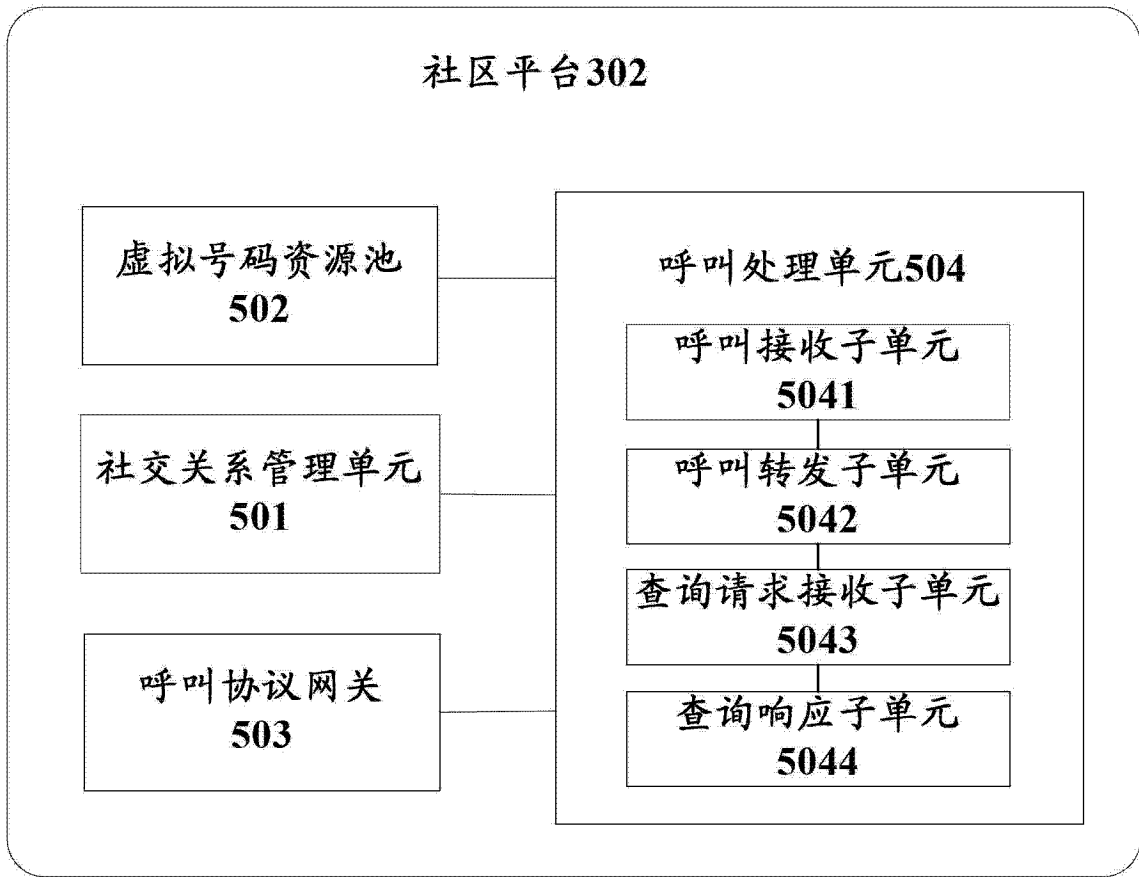 社区平台302
虚拟号码资源池
502
社交关系管理单元
501
呼叫协议网关
503
呼叫处理单元504
呼叫接收子单元
5041
呼叫转发子单元
5042
查询请求接收子单元
5043
查询响应子单元
5044